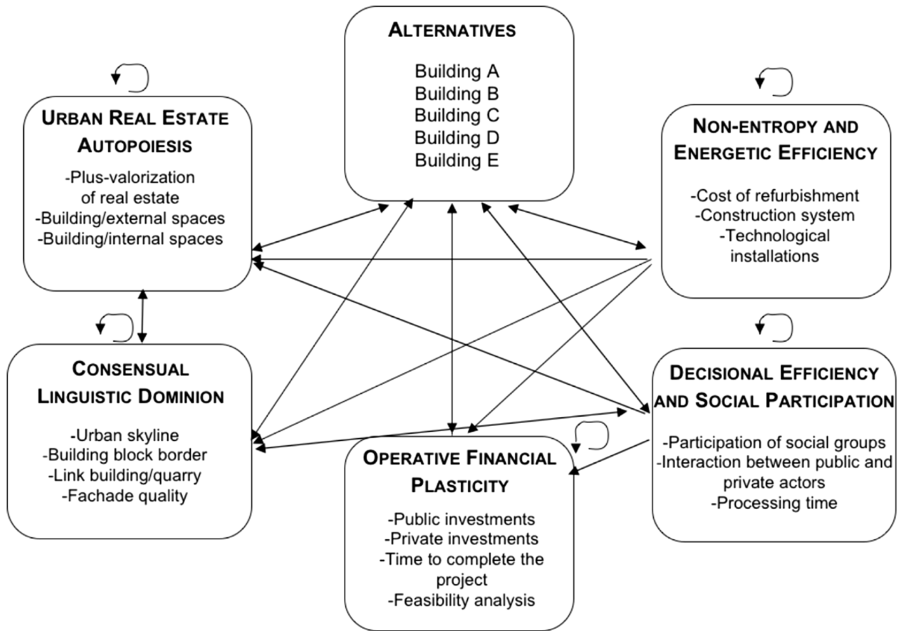 ALTERNATIVES
Building A
Building B
Building C
Building D
Building E
URBAN REAL ESTATE
AUTOPOIESIS
-Plus-valorization
of real estate
-Building/external spaces
-Building/internal spaces
NON-ENTROPY AND
ENERGETIC EFFICIENCY
-Cost of refurbishment
-Construction system
-Technological
installations
CONSENSUAL
LINGUISTIC DOMINION
-Urban skyline
-Building block border
-Link building/quarry
-Fachade quality
OPERATIVE FINANCIAL
PLASTICITY
-Public investments
-Private investments
-Time to complete the
project
-Feasibility analysis
DECISIONAL EFFICIENCY
AND SOCIAL PARTICIPATION
-Participation of social groups
-Interaction between public and
private actors
-Processing time